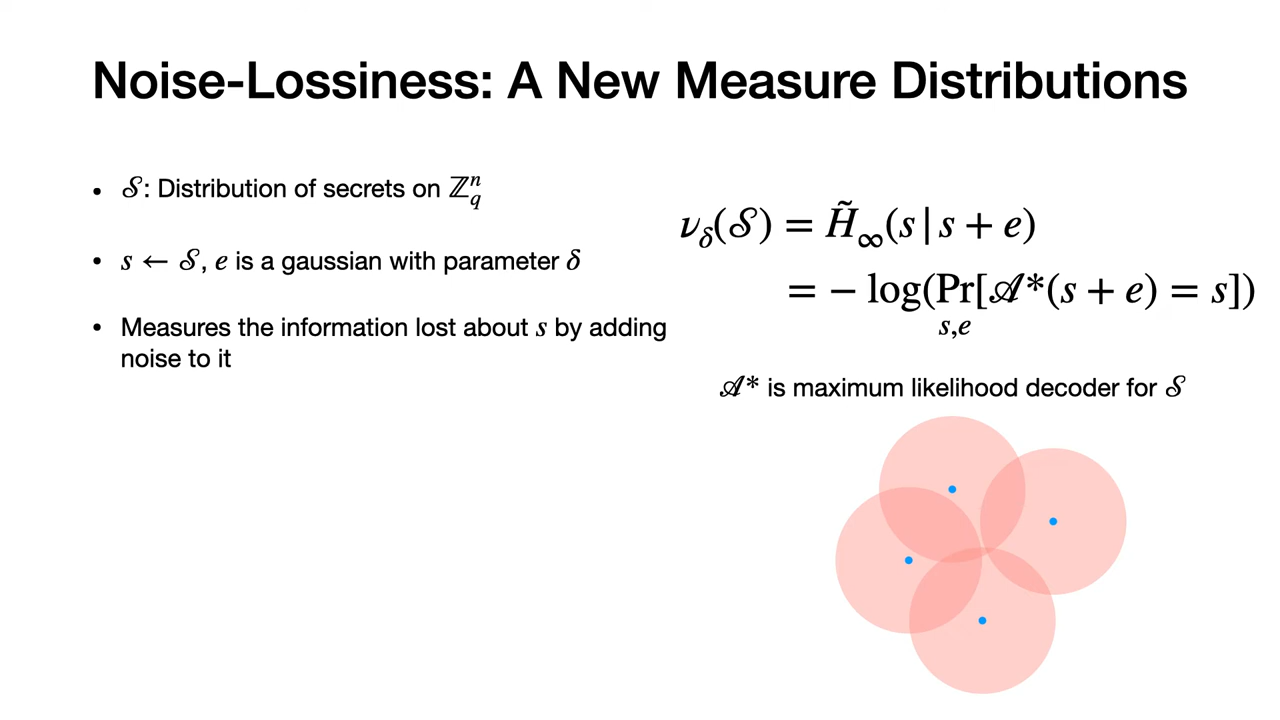 Noise-Lossiness: A New Measure Distributions
• 𝒮: Distribution of secrets on ℤ_q^n
• s ← 𝒮, e is a gaussian with parameter δ
• Measures the information lost about s by adding
noise to it
ν_δ(𝒮) = H̃_∞(s | s + e)
= − log(Pr[𝒜*(s + e) = s])
s,e
𝒜* is maximum likelihood decoder for 𝒮